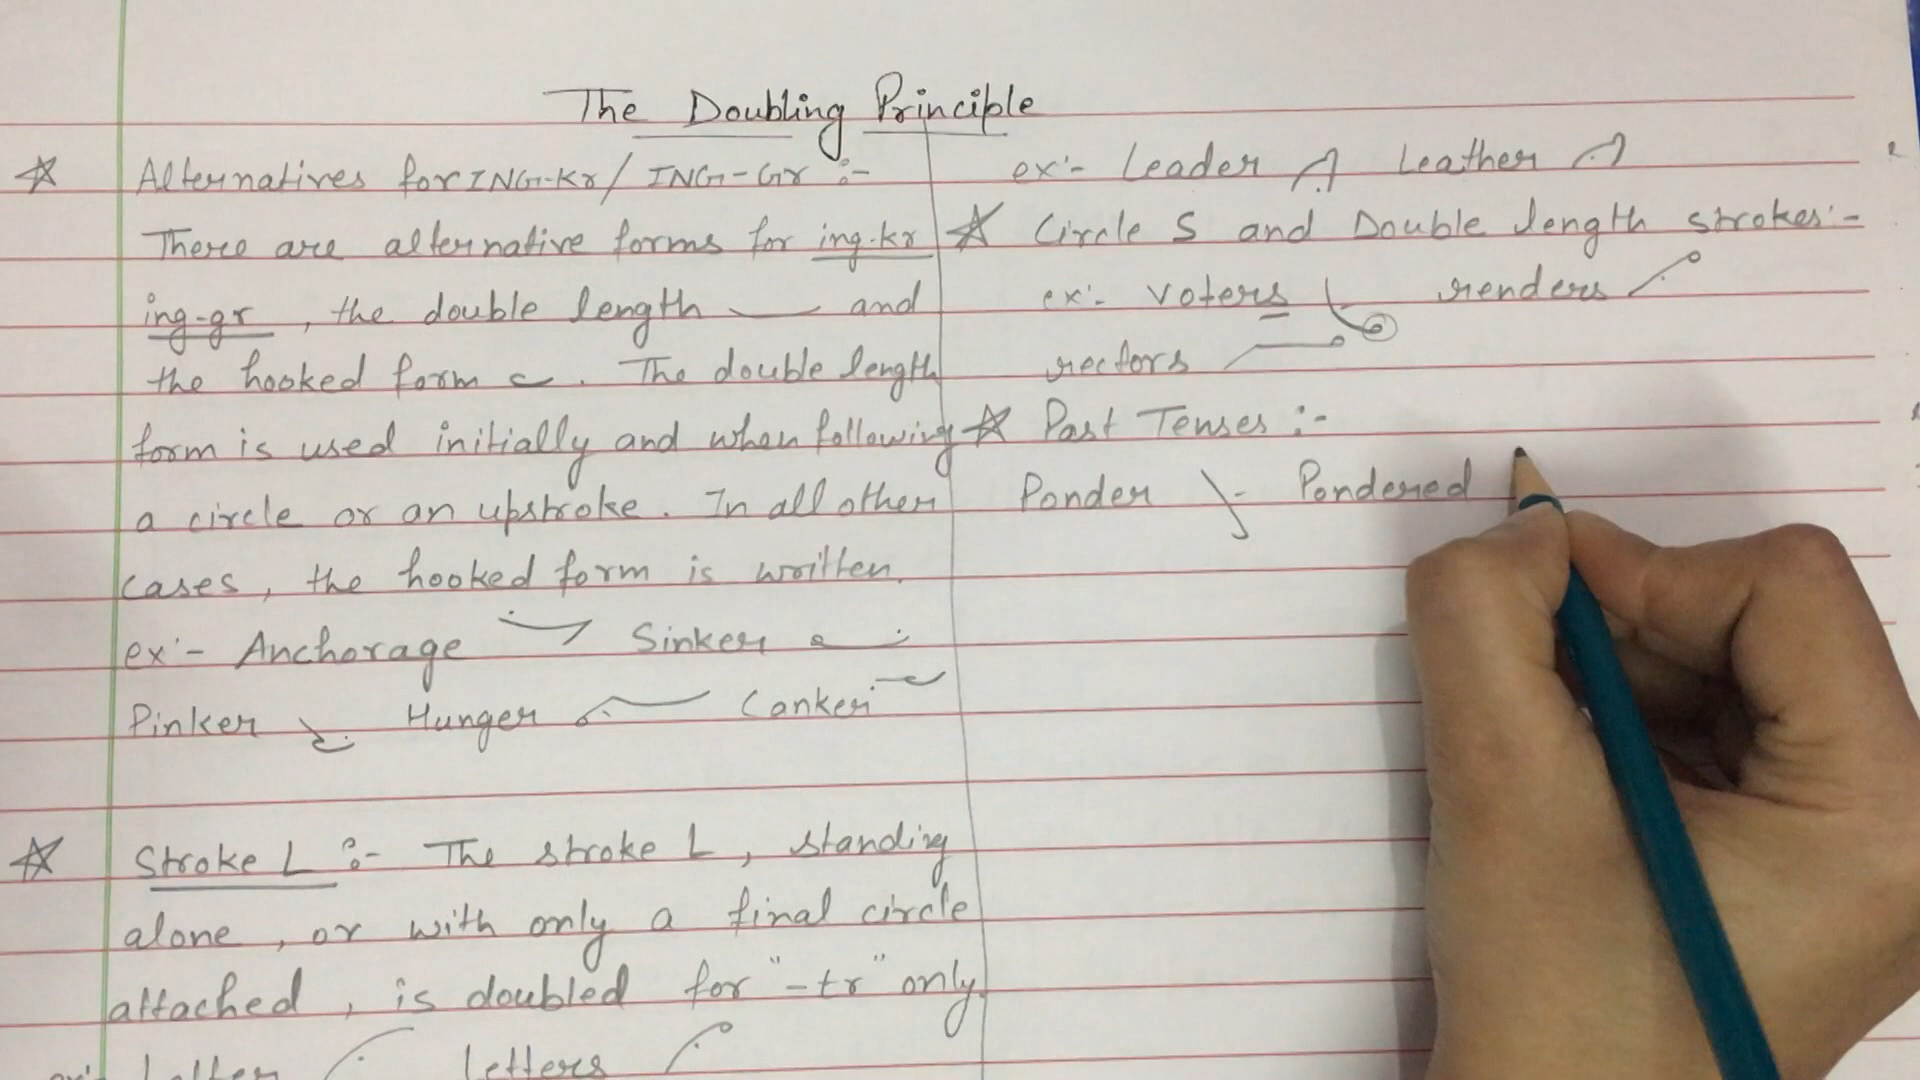 The Doubling Principle
☆ Alternatives for ING-Kr / ING-Gr :-
There are alternative forms for ing-kr
ing-gr, the double length and
the hooked form. The double length
form is used initially and when following
a circle or an upstroke. In all other
cases, the hooked form is written.
ex:- Anchorage Sinker
Pinker Hunger Canker
☆ Stroke L :- The stroke L, standing
alone, or with only a final circle
attached, is doubled for "-tr" only.
ex:- Letter letters
ex:- Leader Leather
☆ Circle S and Double length strokes:-
ex:- voters renders
rectors
☆ Past Tenses :-
Ponder Pondered